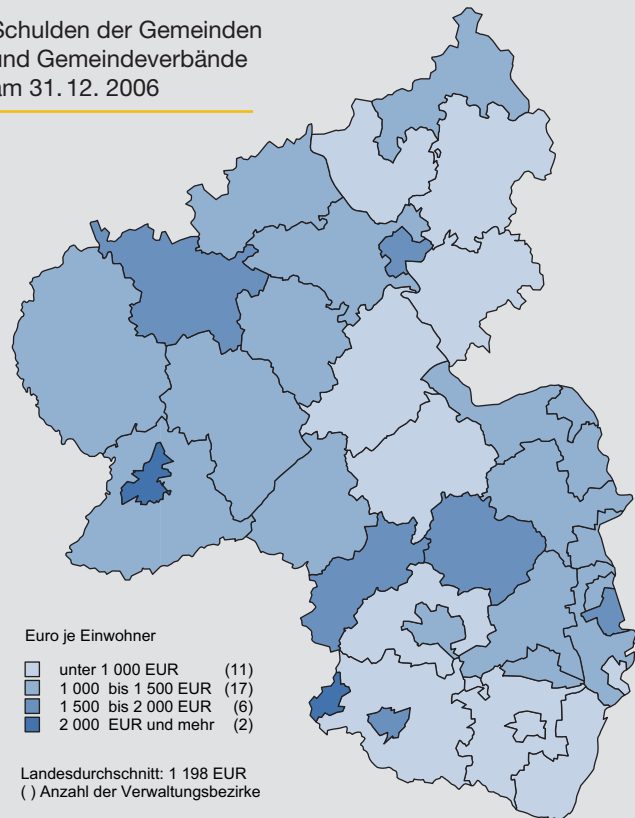 Schulden der Gemeinden
und Gemeindeverbände
am 31.12. 2006
Euro je Einwohner
unter 1 000 EUR (11)
1 000 bis 1 500 EUR (17)
1 500 bis 2 000 EUR (6)
2 000 EUR und mehr (2)
Landesdurchschnitt: 1 198 EUR
( ) Anzahl der Verwaltungsbezirke